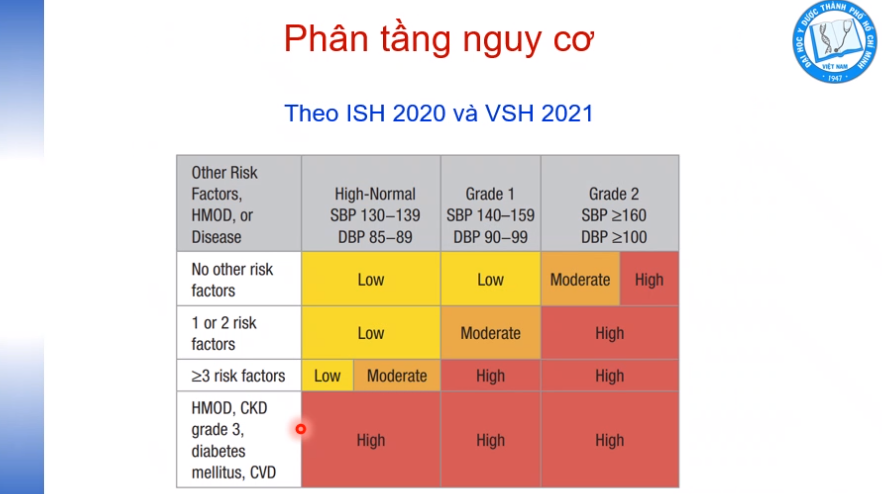 Phân tầng nguy cơ
ĐẠI HỌC Y DƯỢC THÀNH PHỐ HỒ CHÍ MINH
VIỆT NAM
1947
Theo ISH 2020 và VSH 2021
Other Risk
Factors,
HMOD, or
Disease
High-Normal
SBP 130–139
DBP 85–89
Grade 1
SBP 140–159
DBP 90–99
Grade 2
SBP ≥160
DBP ≥100
No other risk
factors
Low
Low
Moderate
High
1 or 2 risk
factors
Low
Moderate
High
≥3 risk factors
Low
Moderate
High
High
HMOD, CKD
grade 3,
diabetes
mellitus, CVD
High
High
High